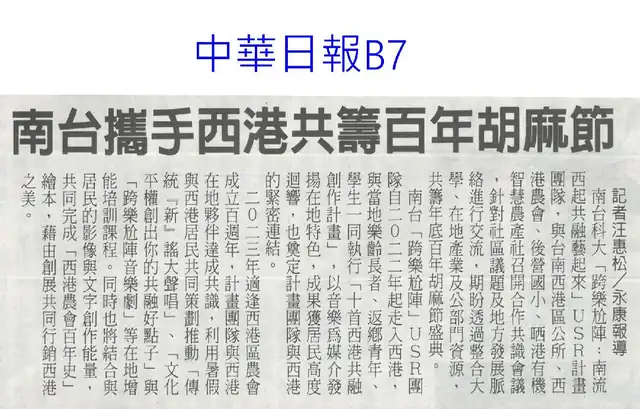 中華日報B7
南台攜手西港共籌百年胡麻節
記者汪惠松／永康報導
南台科大「跨樂尬陣：南流
西起共融藝起來」USR計畫
團隊，與台南西港區公所、西
港農會、後營國小、晒港有機
智慧農產社召開合作共識會議
，針對社區議題及地方發展脈
絡進行交流，期盼透過整合大
學、在地產業及公部門資源，
共籌年底百年胡麻節盛典。
南台「跨樂尬陣」USR團
隊自二０二二年起走入西港，
與當地樂齡長者、返鄉青年、
學生一同執行「十首西港共融
創作計畫」，以音樂為媒介發
揚在地特色，成果獲居民高度
迴響，也奠定計畫團隊與西港
的緊密連結。
二０二三年適逢西港區農會
成立百週年，計畫團隊與西港
在地夥伴達成共識，利用暑假
與西港居民共同策劃推動「傳
統『新』謠大聲唱」、「文化
平權創出你的共融好點子」與
「跨樂尬陣音樂劇」等在地增
能培訓課程。同時也將結合與
居民的影像與文字創作能量，
共同完成「西港農會百年史」
繪本，藉由創展共同行銷西港
之美。